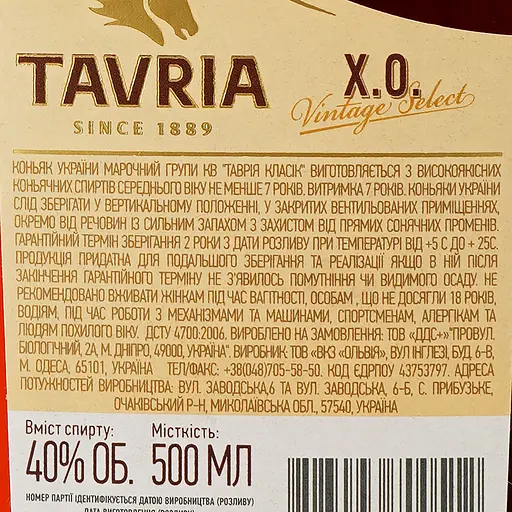 TAVRIA
SINCE 1889
X.O.
Vintage Select
КОНЬЯК УКРАЇНИ МАРОЧНИЙ ГРУПИ КВ "ТАВРІЯ КЛАСІК" ВИГОТОВЛЯЄТЬСЯ З ВИСОКОЯКІСНИХ
КОНЬЯЧНИХ СПИРТІВ СЕРЕДНЬОГО ВІКУ НЕ МЕНШЕ 7 РОКІВ. ВИТРИМКА 7 РОКІВ. КОНЬЯКИ УКРАЇНИ
СЛІД ЗБЕРІГАТИ У ВЕРТИКАЛЬНОМУ ПОЛОЖЕННІ, У ЗАКРИТИХ ВЕНТИЛЬОВАНИХ ПРИМІЩЕННЯХ,
ОКРЕМО ВІД РЕЧОВИН ІЗ СИЛЬНИМ ЗАПАХОМ З ЗАХИСТОМ ВІД ПРЯМИХ СОНЯЧНИХ ПРОМЕНІВ.
ГАРАНТІЙНИЙ ТЕРМІН ЗБЕРІГАННЯ 2 РОКИ З ДАТИ РОЗЛИВУ ПРИ ТЕМПЕРАТУРІ ВІД +5 С ДО + 25С.
ПРОДУКЦІЯ ПРИДАТНА ДЛЯ ПОДАЛЬШОГО ЗБЕРІГАННЯ ТА РЕАЛІЗАЦІЇ ЯКЩО В НІЙ ПІСЛЯ
ЗАКІНЧЕННЯ ГАРАНТІЙНОГО ТЕРМІНУ НЕ З'ЯВИЛОСЬ ПОМУТНІННЯ ЧИ ВИДИМОГО ОСАДУ. НЕ
РЕКОМЕНДОВАНО ВЖИВАТИ ЖІНКАМ ПІД ЧАС ВАГІТНОСТІ, ОСОБАМ , ЩО НЕ ДОСЯГЛИ 18 РОКІВ,
ВОДІЯМ, ПІД ЧАС РОБОТИ З МЕХАНІЗМАМИ ТА МАШИНАМИ, СПОРТСМЕНАМ, АЛЕРГІКАМ ТА
ЛЮДЯМ ПОХИЛОГО ВІКУ. ДСТУ 4700:2006. ВИРОБЛЕНО НА ЗАМОВЛЕННЯ: ТОВ «ДДС+»"ПРОВУЛ.
БІОЛОГІЧНИЙ, 2А, М. ДНІПРО, 49000, УКРАЇНА". ВИРОБНИК: ТОВ «ВКЗ «ОЛЬВІЯ», ВУЛ ІНГЛЕЗІ, БУД. 6-В,
М. ОДЕСА, 65101, УКРАЇНА ТЕЛ/ФАКС: +38(048)705-58-50. КОД ЄДРПОУ 43753797. АДРЕСА
ПОТУЖНОСТЕЙ ВИРОБНИЦТВА: ВУЛ. ЗАВОДСЬКА,6 ТА ВУЛ. ЗАВОДСЬКА, 6-Б, С. ПРИБУЗЬКЕ,
ОЧАКІВСЬКИЙ Р-Н, МИКОЛАЇВСЬКА ОБЛ., 57540, УКРАЇНА
Вміст спирту: Місткість:
40% ОБ. 500 МЛ
НОМЕР ПАРТІЇ ІДЕНТИФІКУЄТЬСЯ ДАТОЮ ВИРОБНИЦТВА (РОЗЛИВУ)
ДАТА ВИГОТОВЛЕННЯ (РОЗЛИВУ)